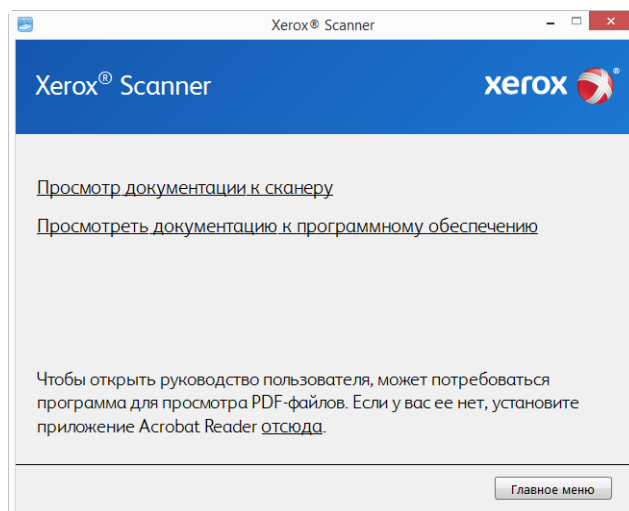 Xerox® Scanner
Xerox® Scanner
xerox ®
Просмотр документации к сканеру
Просмотреть документацию к программному обеспечению
Чтобы открыть руководство пользователя, может потребоваться
программа для просмотра PDF-файлов. Если у вас ее нет, установите
приложение Acrobat Reader отсюда.
Главное меню